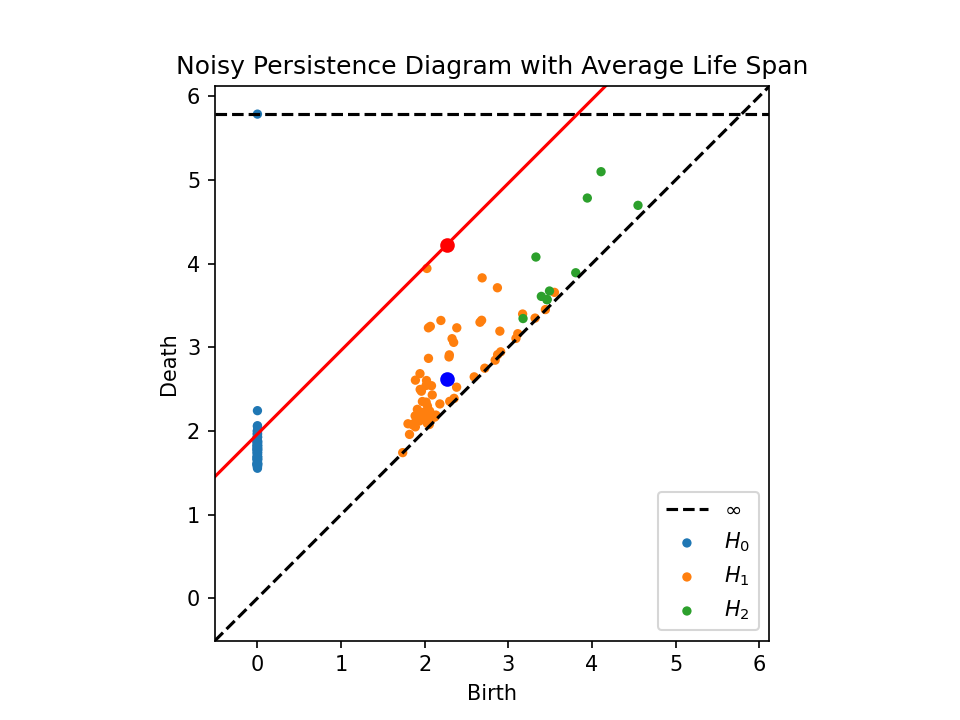 Noisy Persistence Diagram with Average Life Span
6
5
4
3
2
1
0
Death
0 1 2 3 4 5 6
Birth
∞
H₀
H₁
H₂